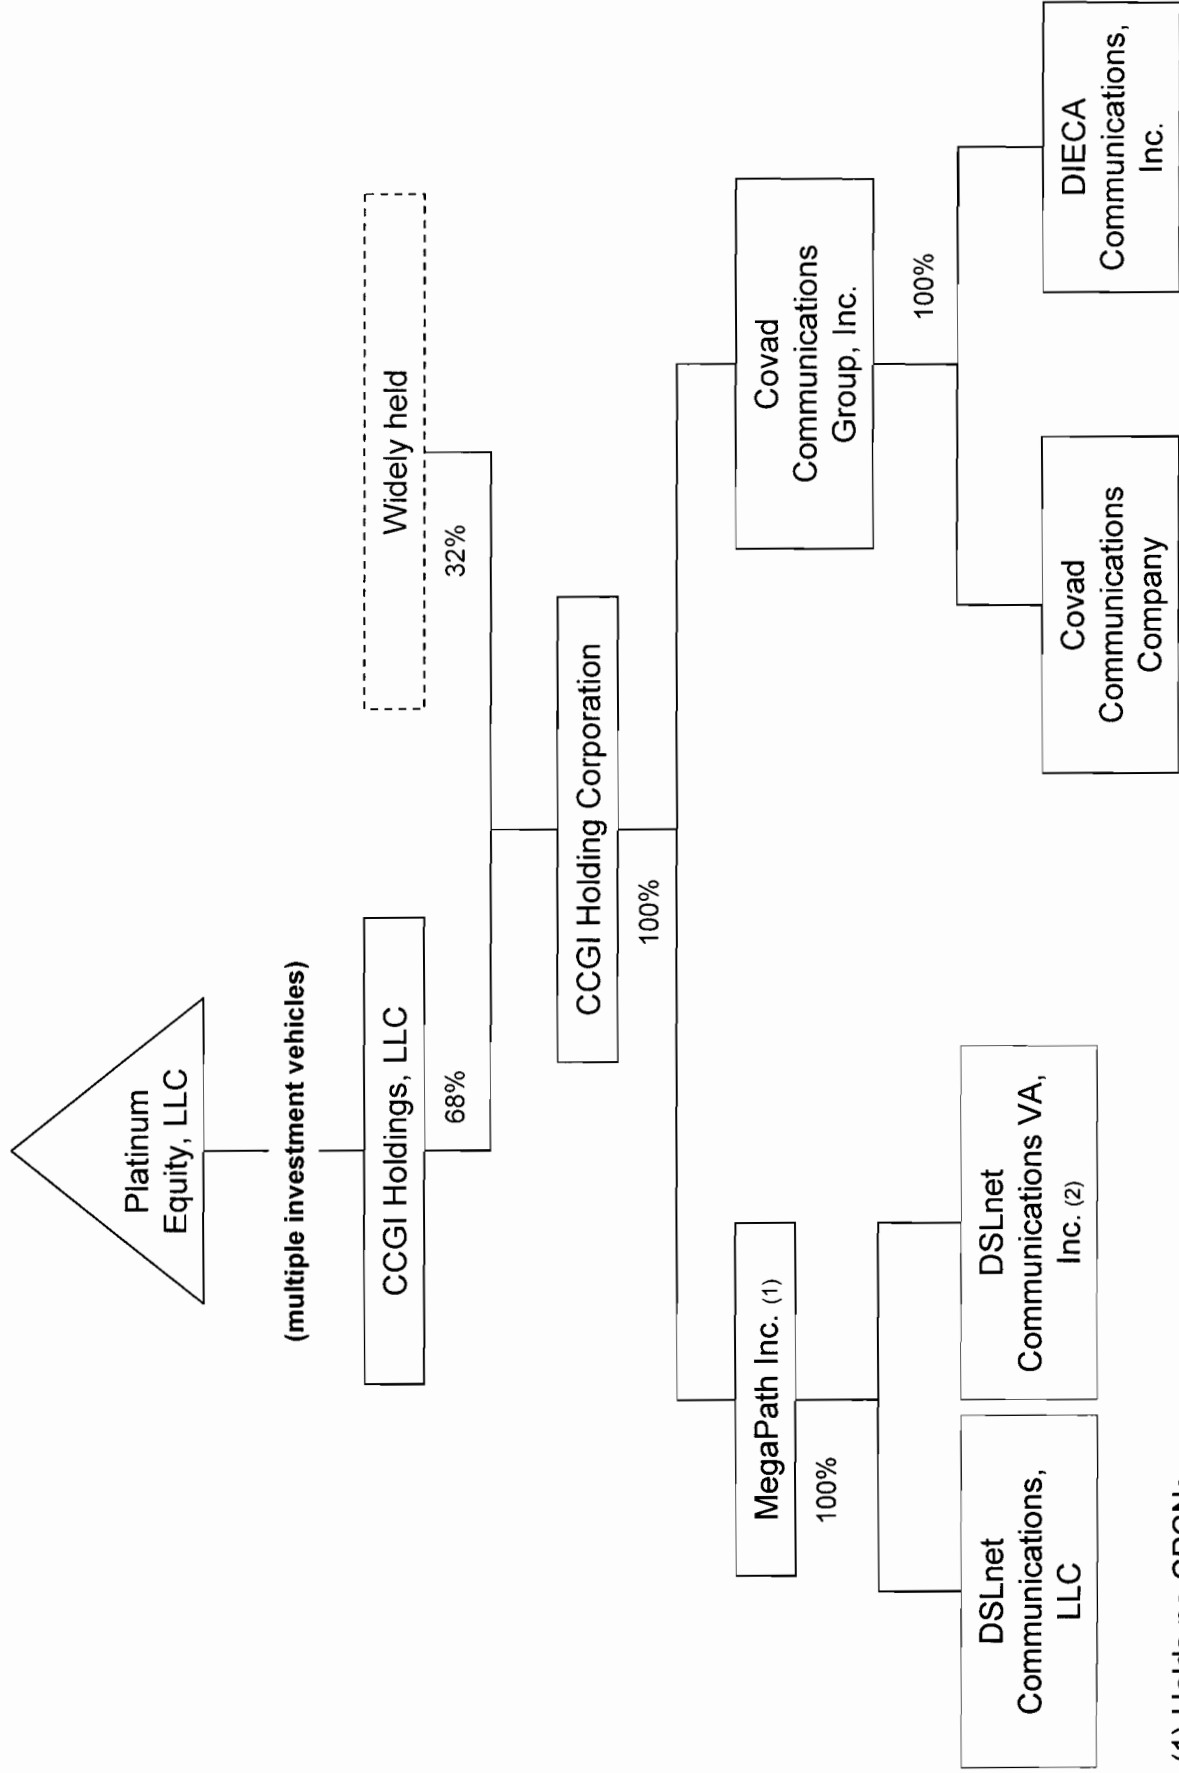 Platinum
Equity, LLC
(multiple investment vehicles)
CCGI Holdings, LLC
Widely held
68%
32%
CCGI Holding Corporation
100%
MegaPath Inc. (1)
Covad
Communications
Group, Inc.
100%
100%
DSLnet
Communications,
LLC
DSLnet
Communications VA,
Inc. (2)
Covad
Communications
Company
DIECA
Communications,
Inc.